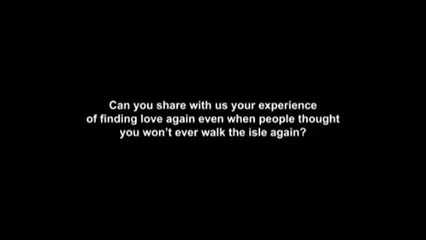 Can you share with us your experience
of finding love again even when people thought
you won't ever walk the isle again?